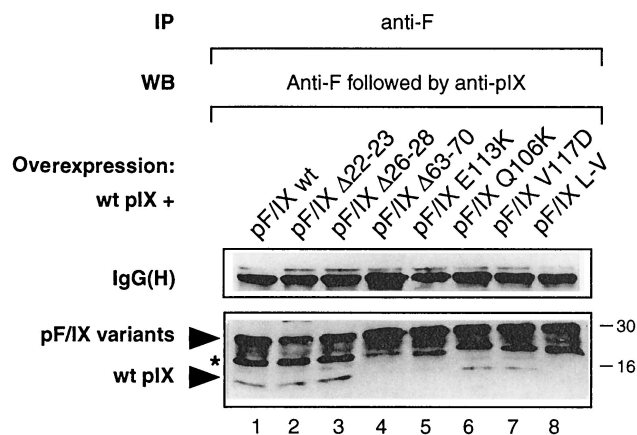 IP anti-F
WB Anti-F followed by anti-pIX
Overexpression:
wt pIX +
pF/IX wt
pF/IX Δ22-23
pF/IX Δ26-28
pF/IX Δ63-70
pF/IX E113K
pF/IX Q106K
pF/IX V117D
pF/IX L-V
IgG(H)
pF/IX variants
30
*
16
wt pIX
1 2 3 4 5 6 7 8